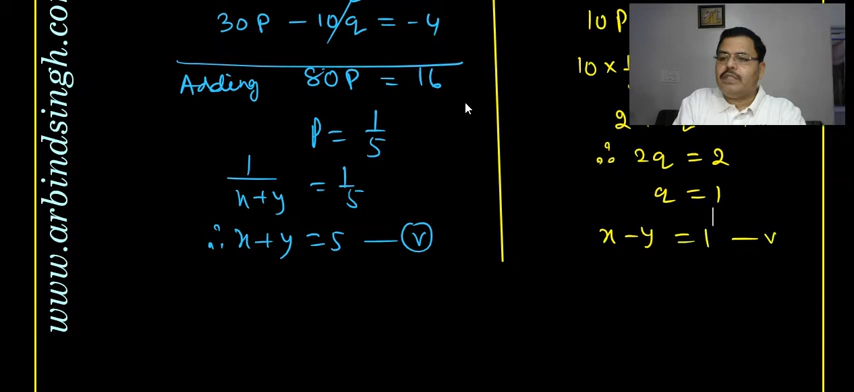 www.arbindsingh.com
30P - 10q = -4
Adding 80P = 16
P = 1/5
1/(x+y) = 1/5
∴ x+y = 5 — ⓥ
10P
10 ×
2
∴ 2q = 2
q = 1
x - y = 1 — v